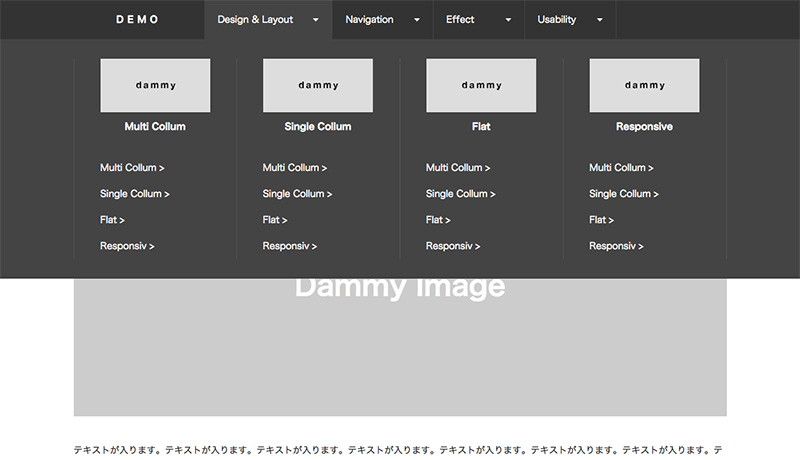 DEMO Design & Layout Navigation Effect Usability
dammy dammy dammy dammy
Multi Collum Single Collum Flat Responsive
Multi Collum > Multi Collum > Multi Collum > Multi Collum >
Single Collum > Single Collum > Single Collum > Single Collum >
Flat > Flat > Flat > Flat >
Responsiv > Responsiv > Responsiv > Responsiv >
Dammy Image
テキストが入ります。テキストが入ります。テキストが入ります。テキストが入ります。テキストが入ります。テキストが入ります。テキストが入ります。テ